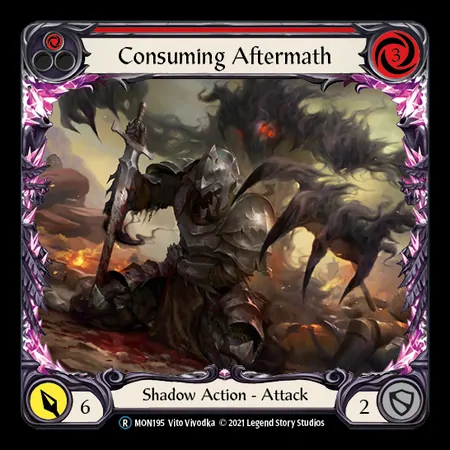 Consuming Aftermath
3
Shadow Action - Attack
6
2
R MON195 Vito Vivodka © 2021 Legend Story Studios